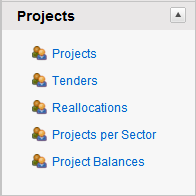 Projects
Projects
Tenders
Reallocations
Projects per Sector
Project Balances